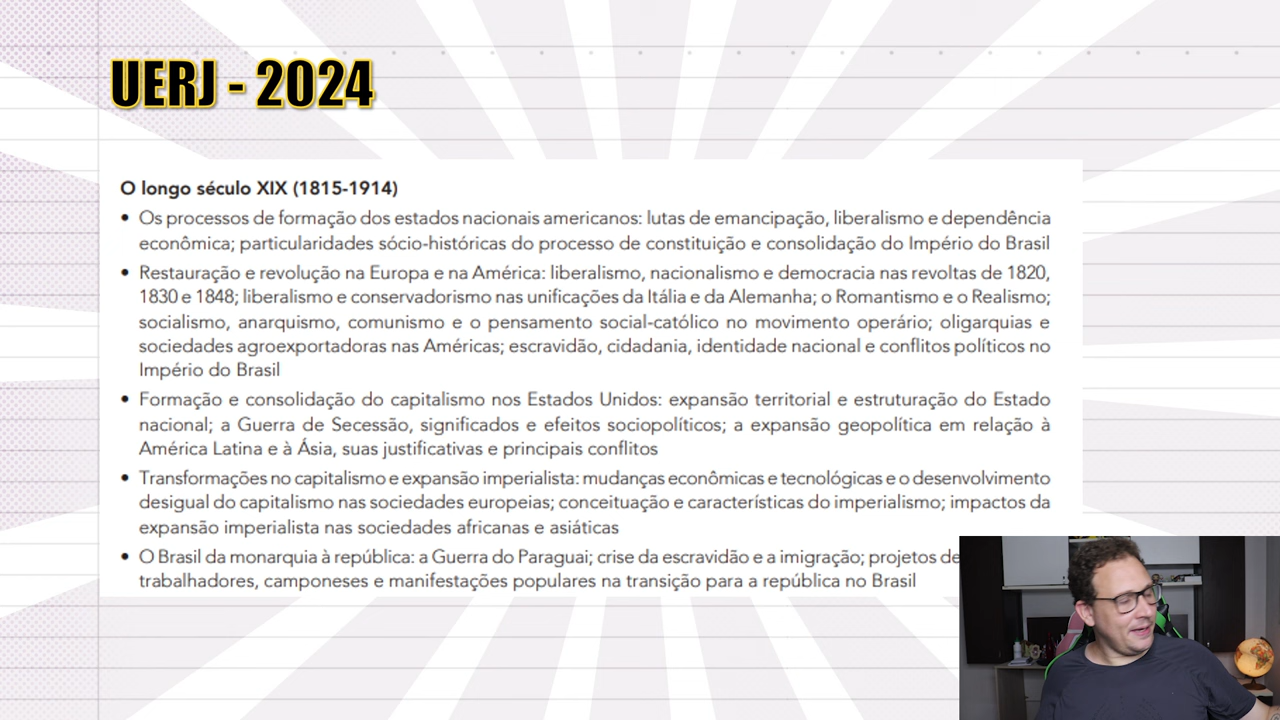 UERJ - 2024
O longo século XIX (1815-1914)
• Os processos de formação dos estados nacionais americanos: lutas de emancipação, liberalismo e dependência
econômica; particularidades sócio-históricas do processo de constituição e consolidação do Império do Brasil
• Restauração e revolução na Europa e na América: liberalismo, nacionalismo e democracia nas revoltas de 1820,
1830 e 1848; liberalismo e conservadorismo nas unificações da Itália e da Alemanha; o Romantismo e o Realismo;
socialismo, anarquismo, comunismo e o pensamento social-católico no movimento operário; oligarquias e
sociedades agroexportadoras nas Américas; escravidão, cidadania, identidade nacional e conflitos políticos no
Império do Brasil
• Formação e consolidação do capitalismo nos Estados Unidos: expansão territorial e estruturação do Estado
nacional; a Guerra de Secessão, significados e efeitos sociopolíticos; a expansão geopolítica em relação à
América Latina e à Ásia, suas justificativas e principais conflitos
• Transformações no capitalismo e expansão imperialista: mudanças econômicas e tecnológicas e o desenvolvimento
desigual do capitalismo nas sociedades europeias; conceituação e características do imperialismo; impactos da
expansão imperialista nas sociedades africanas e asiáticas
• O Brasil da monarquia à república: a Guerra do Paraguai; crise da escravidão e a imigração; projetos de
trabalhadores, camponeses e manifestações populares na transição para a república no Brasil